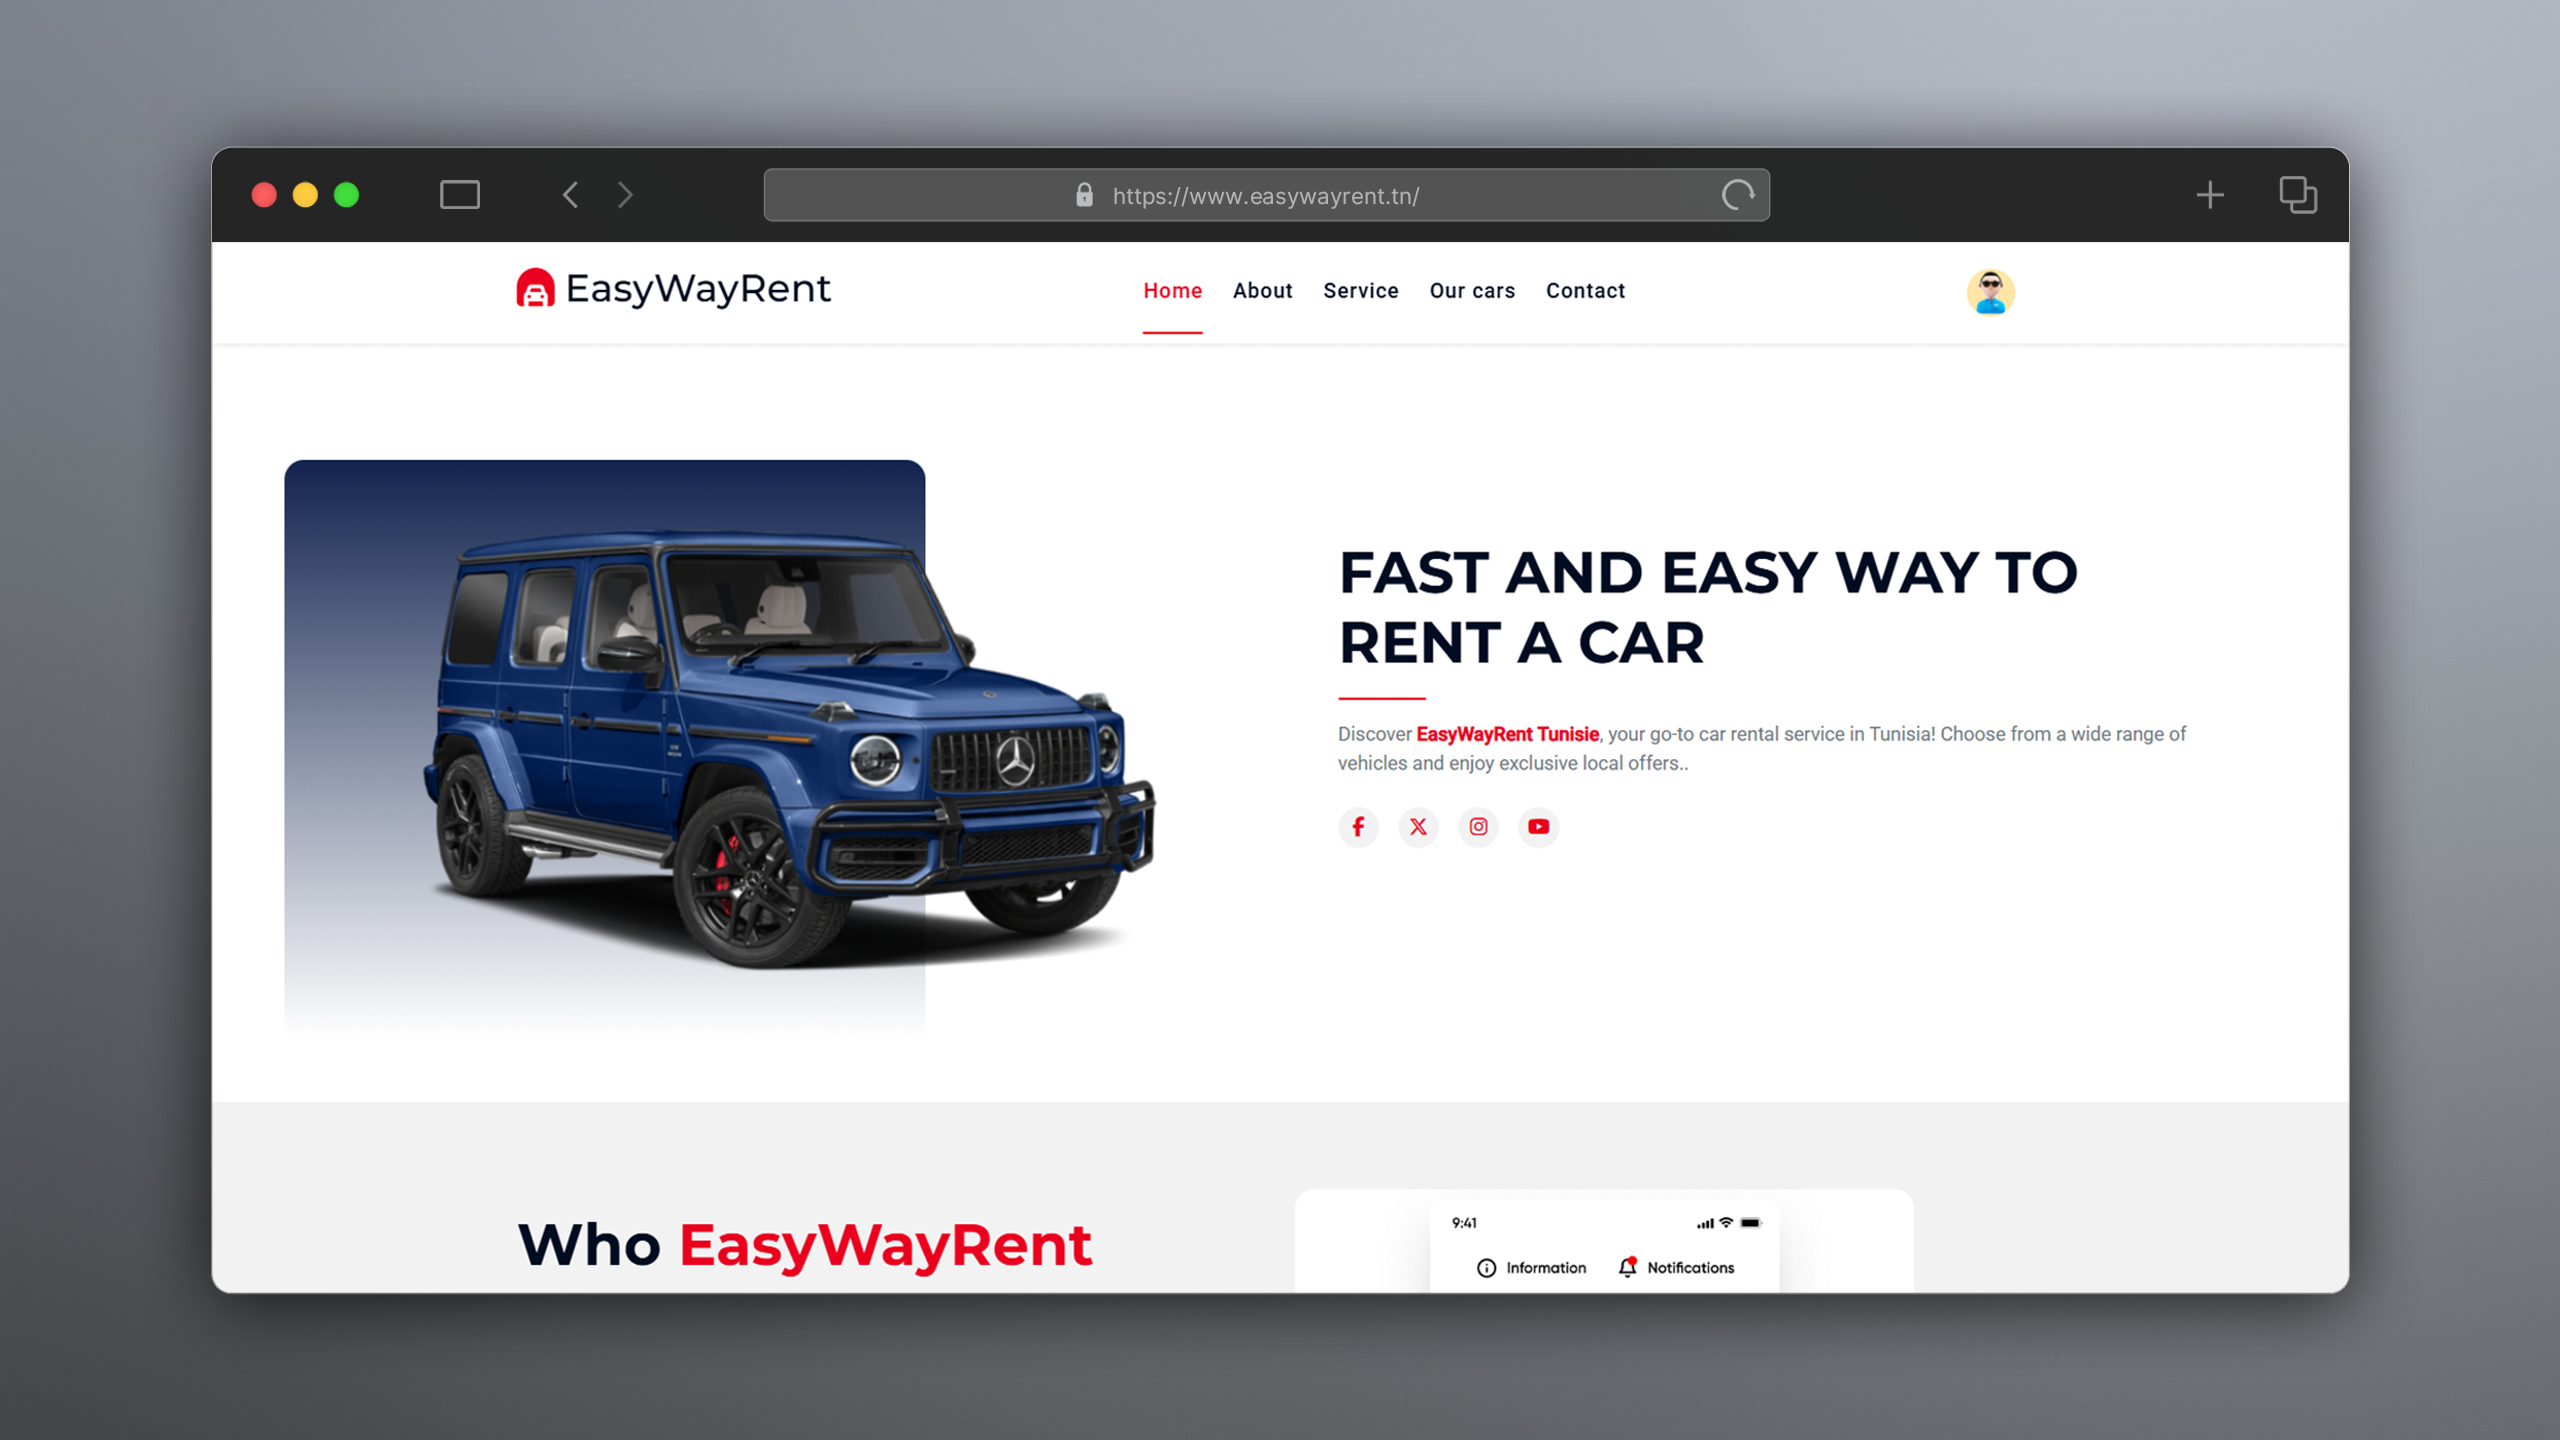 https://www.easywayrent.tn/
EasyWayRent
Home About Service Our cars Contact
FAST AND EASY WAY TO
RENT A CAR
Discover EasyWayRent Tunisie, your go-to car rental service in Tunisia! Choose from a wide range of
vehicles and enjoy exclusive local offers..
Who EasyWayRent
9:41
Information Notifications